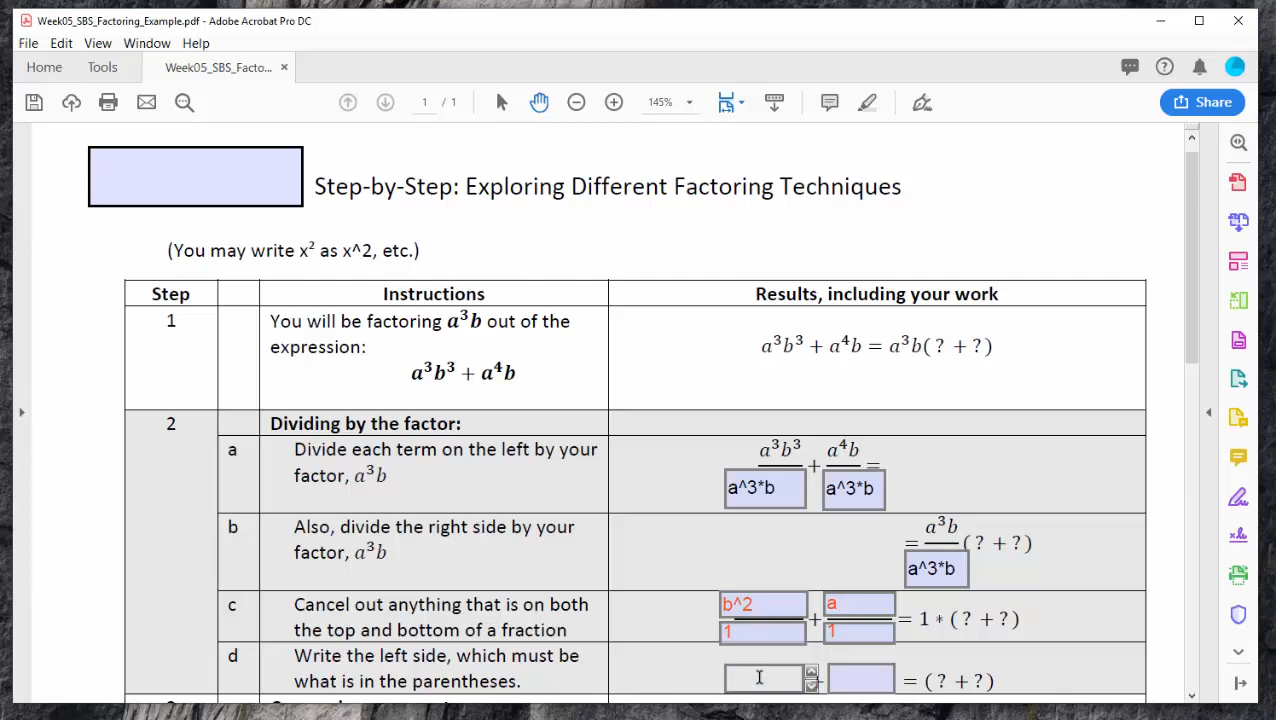 Week05_SBS_Factoring_Example.pdf - Adobe Acrobat Pro DC
File Edit View Window Help
Home Tools Week05_SBS_Facto... ×
1 / 1 145% Share
Step-by-Step: Exploring Different Factoring Techniques
(You may write x² as x^2, etc.)
Step Instructions Results, including your work
1 You will be factoring a³b out of the
expression:
a³b³ + a⁴b
a³b³ + a⁴b = a³b( ? + ?)
2 Dividing by the factor:
a Divide each term on the left by your
factor, a³b
a³b³ + a⁴b =
a^3*b a^3*b
b Also, divide the right side by your
factor, a³b
= a³b ( ? + ?)
a^3*b
c Cancel out anything that is on both
the top and bottom of a fraction
b^2 + a = 1 ∗ ( ? + ?)
1 1
d Write the left side, which must be
what is in the parentheses.
+ = ( ? + ?)